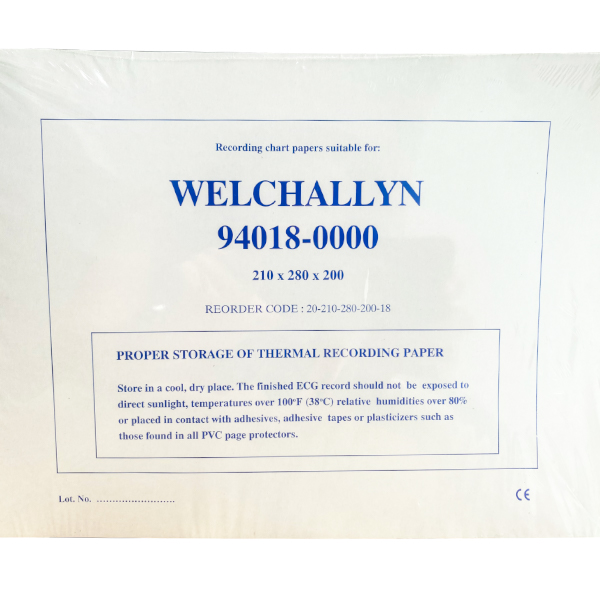 Recording chart papers suitable for:
WELCHALLYN
94018-0000
210 x 280 x 200
REORDER CODE : 20-210-280-200-18
PROPER STORAGE OF THERMAL RECORDING PAPER
Store in a cool, dry place. The finished ECG record should not be exposed to
direct sunlight, temperatures over 100°F (38°C) relative humidities over 80%
or placed in contact with adhesives, adhesive tapes or plasticizers such as
those found in all PVC page protectors.
Lot. No. .........................
CE